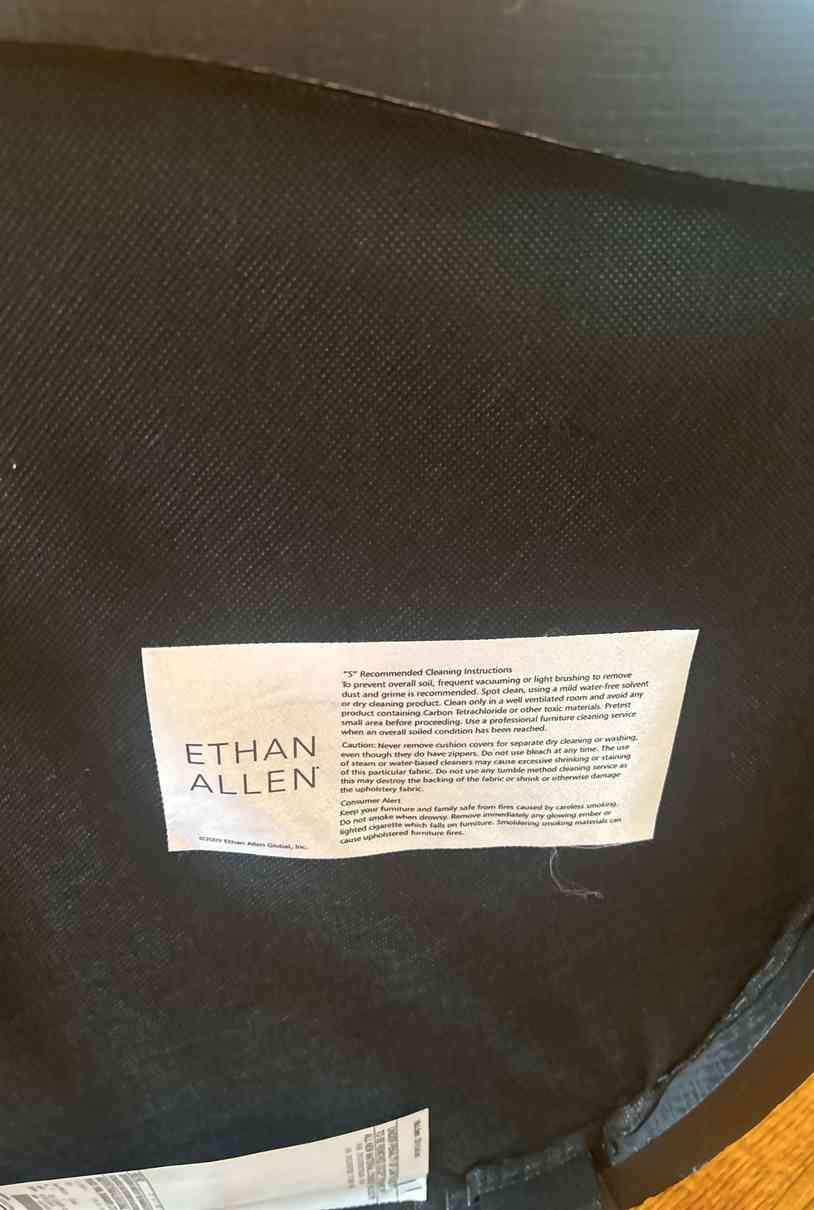 "S" Recommended Cleaning Instructions
To prevent overall soil, frequent vacuuming or light brushing to remove
dust and grime is recommended. Spot clean, using a mild water-free solvent
or dry cleaning product. Clean only in a well ventilated room and avoid any
product containing Carbon Tetrachloride or other toxic materials. Pretest
small area before proceeding. Use a professional furniture cleaning service
when an overall soiled condition has been reached.
Caution: Never remove cushion covers for separate dry cleaning or washing,
even though they do have zippers. Do not use bleach at any time. The use
of steam or water-based cleaners may cause excessive shrinking or staining
of this particular fabric. Do not use any tumble method cleaning service as
this may destroy the backing of the fabric or shrink or otherwise damage
the upholstery fabric.
Consumer Alert
Keep your furniture and family safe from fires caused by careless smoking.
Do not smoke when drowsy. Remove immediately any glowing ember or
lighted cigarette which falls on furniture. Smoldering smoking materials can
cause upholstered furniture fires.
ETHAN
ALLEN
©2009 Ethan Allen Global, Inc.